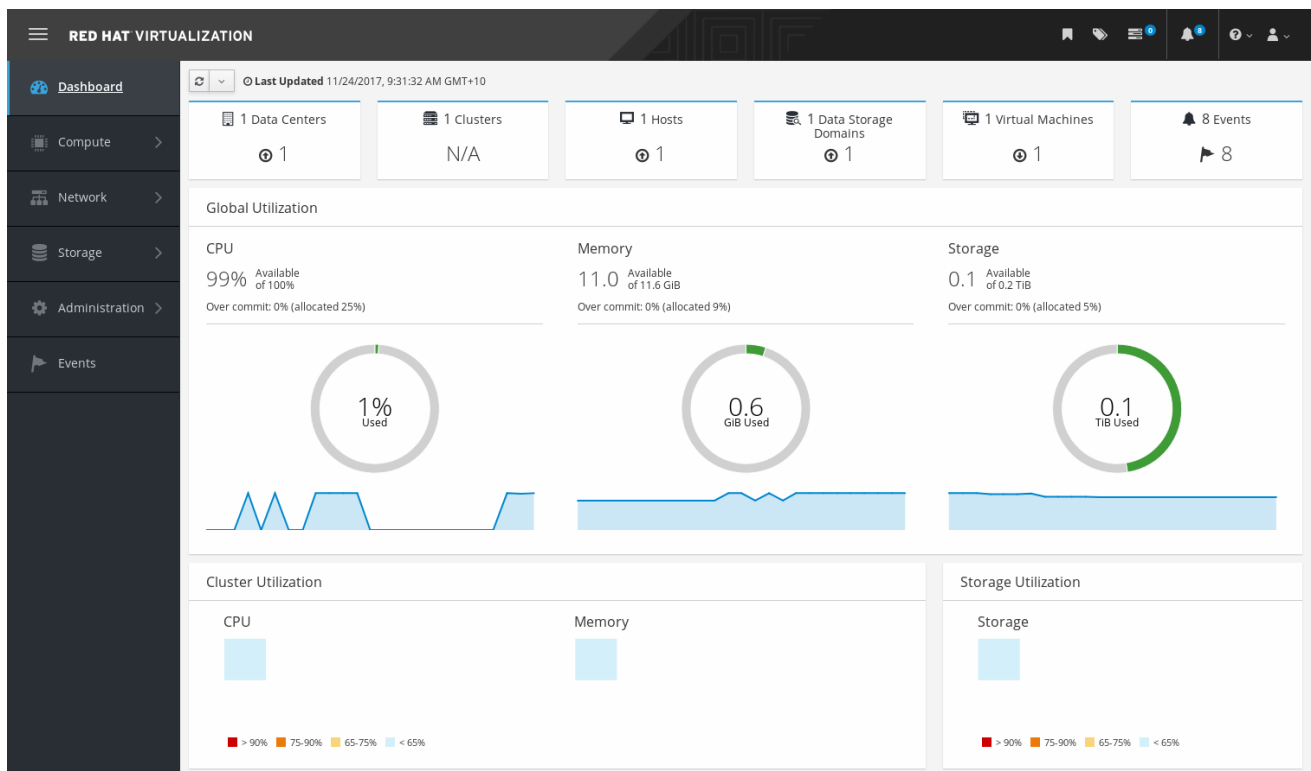 RED HAT VIRTUALIZATION
0
8
Dashboard
Compute
Network
Storage
Administration
Events
Last Updated 11/24/2017, 9:31:32 AM GMT+10
1 Data Centers
1
1 Clusters
N/A
1 Hosts
1
1 Data Storage
Domains
1
1 Virtual Machines
1
8 Events
8
Global Utilization
CPU
99% Available
of 100%
Over commit: 0% (allocated 25%)
1%
Used
Memory
11.0 Available
of 11.6 GiB
Over commit: 0% (allocated 9%)
0.6
GiB Used
Storage
0.1 Available
of 0.2 TiB
Over commit: 0% (allocated 5%)
0.1
TiB Used
Cluster Utilization
CPU
Memory
> 90% 75-90% 65-75% < 65%
Storage Utilization
Storage
> 90% 75-90% 65-75% < 65%